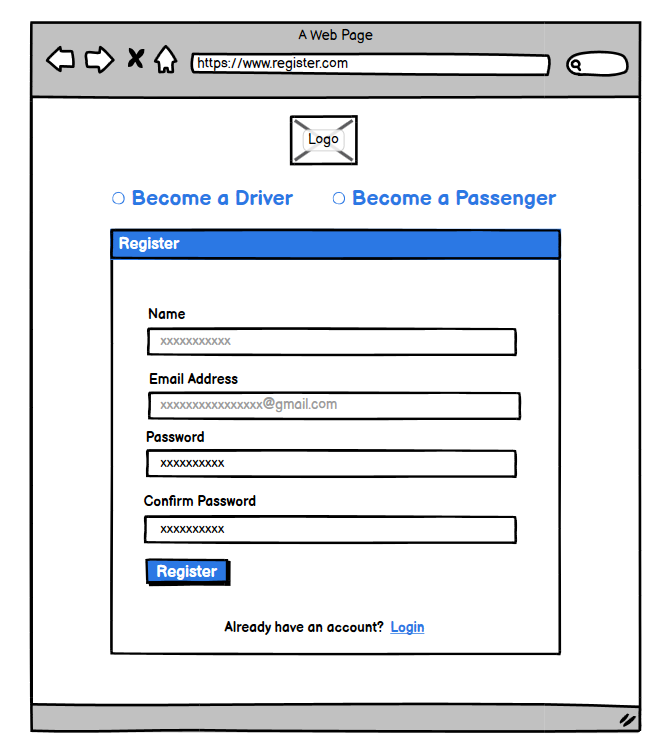 A Web Page
https://www.register.com
Logo
Become a Driver
Become a Passenger
Register
Name
xxxxxxxxxxx
Email Address
xxxxxxxxxxxxxxxx@gmail.com
Password
xxxxxxxxxx
Confirm Password
xxxxxxxxxx
Register
Already have an account? Login